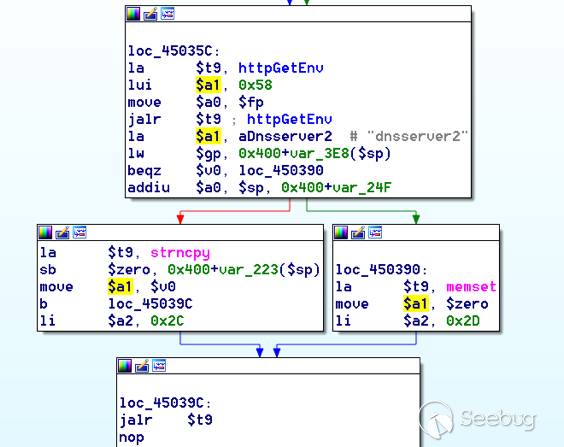 loc_45035C:
la $t9, httpGetEnv
lui $a1, 0x58
move $a0, $fp
jalr $t9 ; httpGetEnv
la $a1, aDnsserver2 # "dnsserver2"
lw $gp, 0x400+var_3E8($sp)
beqz $v0, loc_450390
addiu $a0, $sp, 0x400+var_24F
la $t9, strncpy
sb $zero, 0x400+var_223($sp)
move $a1, $v0
b loc_45039C
li $a2, 0x2C
loc_450390:
la $t9, memset
move $a1, $zero
li $a2, 0x2D
loc_45039C:
jalr $t9
nop
Seebug